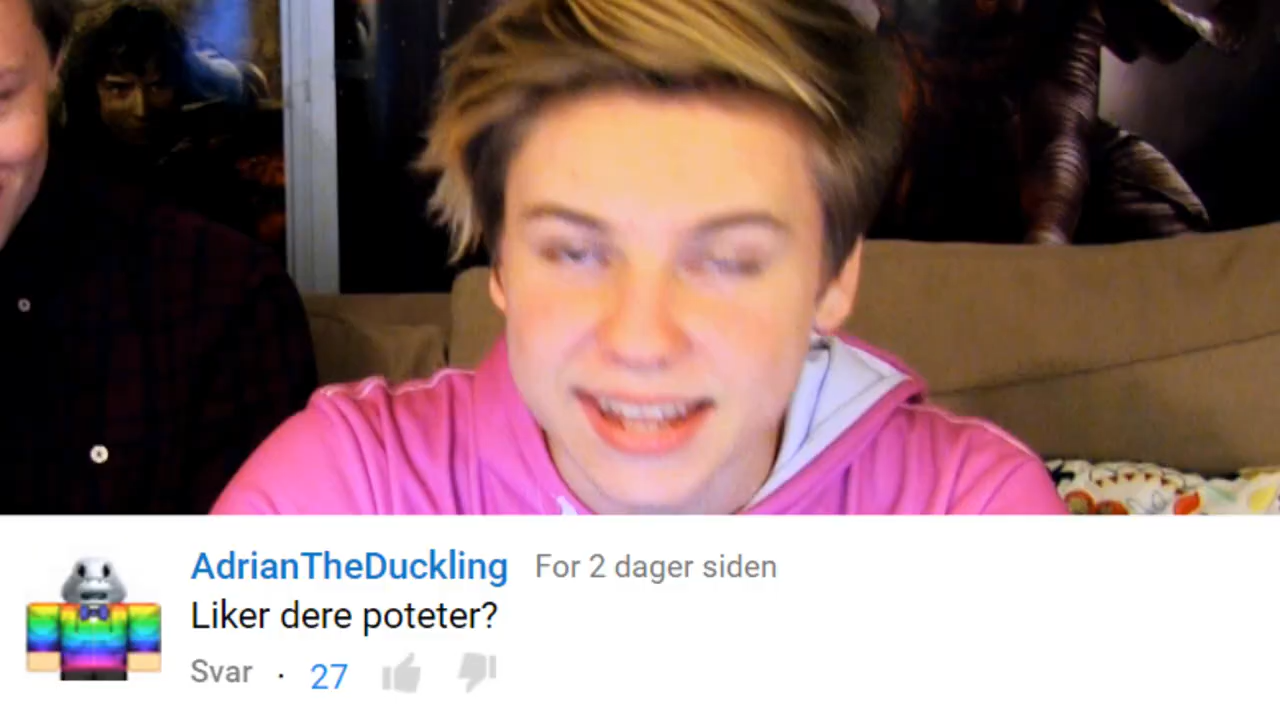 AdrianTheDuckling For 2 dager siden
Liker dere poteter?
Svar · 27